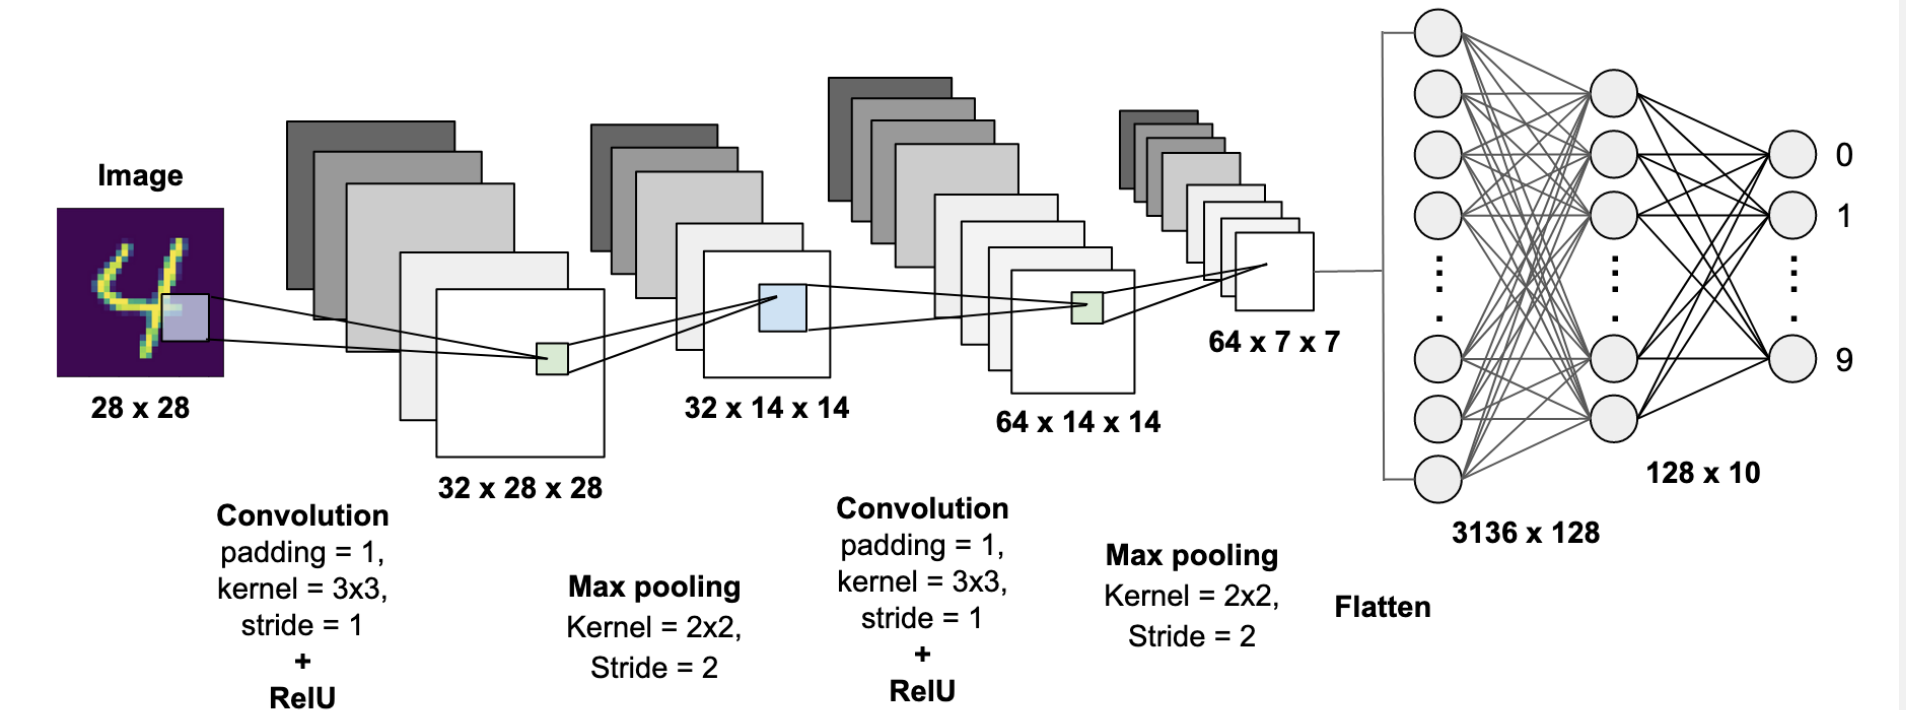 Image
28 x 28
32 x 28 x 28
Convolution
padding = 1,
kernel = 3x3,
stride = 1
+
RelU
32 x 14 x 14
Max pooling
Kernel = 2x2,
Stride = 2
64 x 14 x 14
Convolution
padding = 1,
kernel = 3x3,
stride = 1
+
RelU
64 x 7 x 7
Max pooling
Kernel = 2x2,
Stride = 2
Flatten
3136 x 128
128 x 10
0
1
9